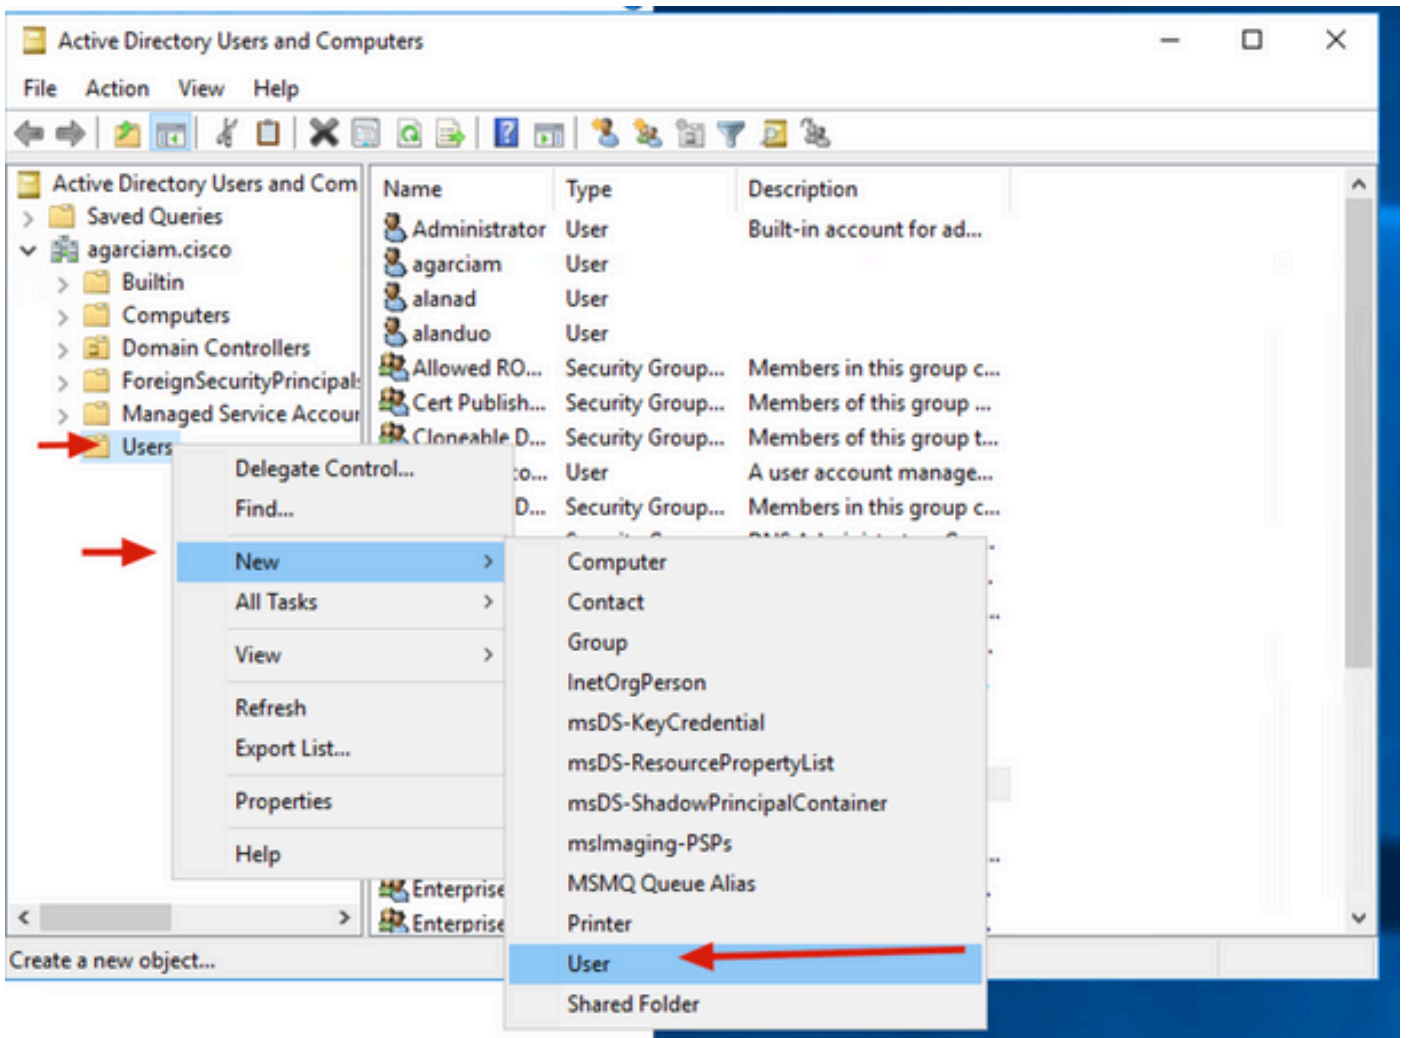 Active Directory Users and Computers
File Action View Help
Active Directory Users and Com
Saved Queries
agarciam.cisco
Builtin
Computers
Domain Controllers
ForeignSecurityPrincipals
Managed Service Accour
Users
Name Type Description
Administrator User Built-in account for ad...
agarciam User
alanad User
alanduo User
Allowed RO... Security Group... Members in this group c...
Cert Publish... Security Group... Members of this group ...
Cloneable D... Security Group... Members of this group t...
:o... User A user account manage...
D... Security Group... Members in this group c...
Enterprise
Enterprise
Delegate Control...
Find...
New
All Tasks
View
Refresh
Export List...
Properties
Help
Computer
Contact
Group
InetOrgPerson
msDS-KeyCredential
msDS-ResourcePropertyList
msDS-ShadowPrincipalContainer
msImaging-PSPs
MSMQ Queue Alias
Printer
User
Shared Folder
Create a new object...